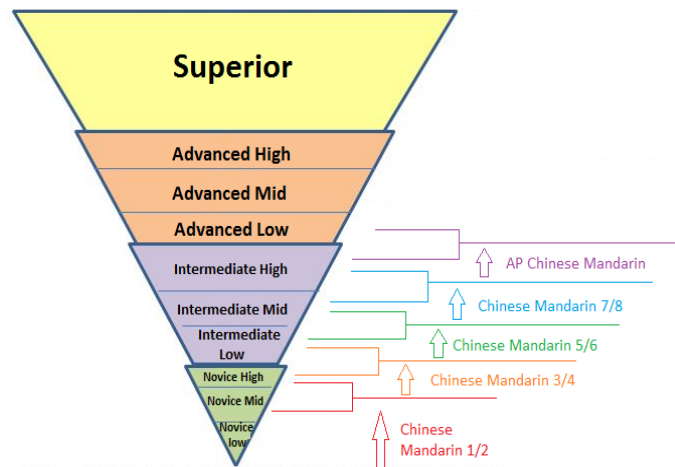 Superior
Advanced High
Advanced Mid
Advanced Low
AP Chinese Mandarin
Intermediate High
Chinese Mandarin 7/8
Intermediate Mid
Intermediate
Low
Chinese Mandarin 5/6
Novice High
Chinese Mandarin 3/4
Novice Mid
Novice
low
Chinese
Mandarin 1/2